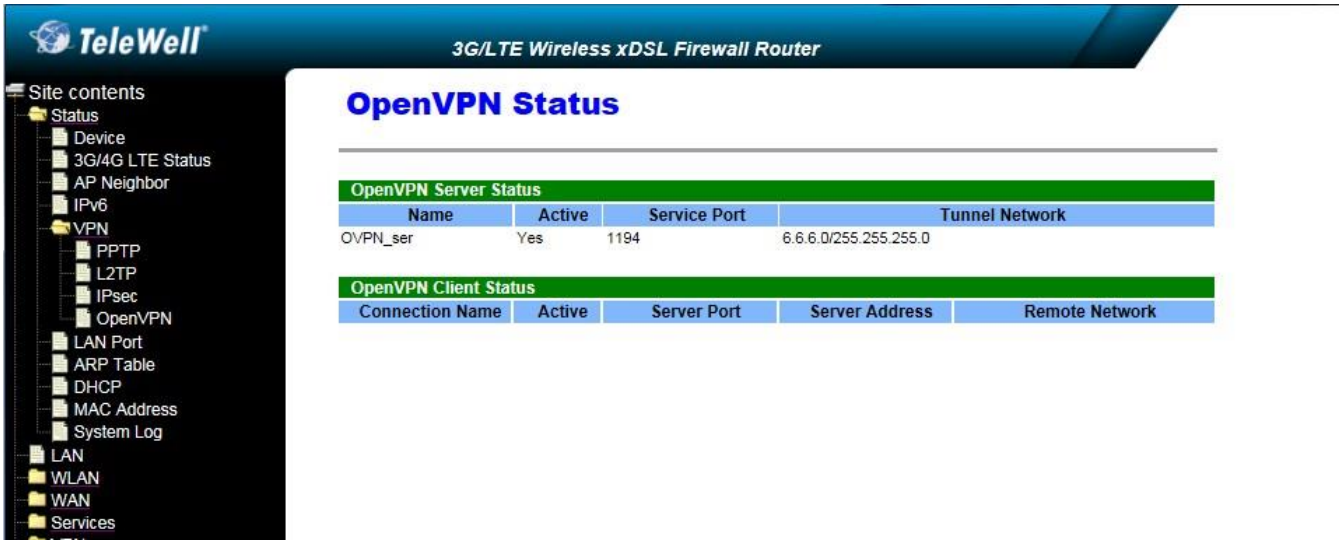 TeleWell
3G/LTE Wireless xDSL Firewall Router
Site contents
Status
Device
3G/4G LTE Status
AP Neighbor
IPv6
VPN
PPTP
L2TP
IPsec
OpenVPN
LAN Port
ARP Table
DHCP
MAC Address
System Log
LAN
WLAN
WAN
Services
OpenVPN Status
OpenVPN Server Status
Name Active Service Port Tunnel Network
OVPN_ser Yes 1194 6.6.6.0/255.255.255.0
OpenVPN Client Status
Connection Name Active Server Port Server Address Remote Network